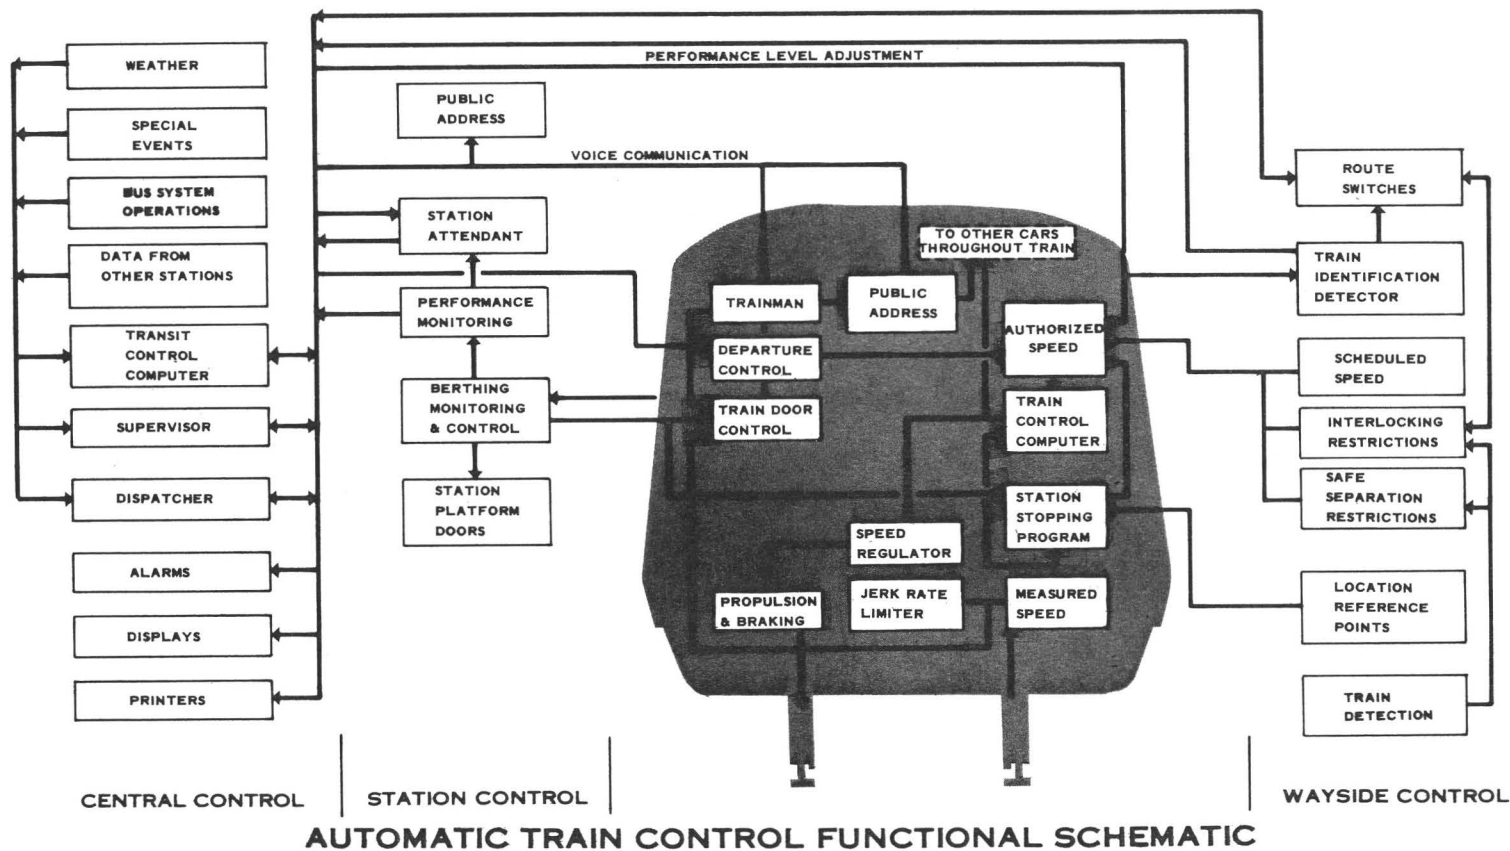 PERFORMANCE LEVEL ADJUSTMENT
VOICE COMMUNICATION
WEATHER
SPECIAL
EVENTS
BUS SYSTEM
OPERATIONS
DATA FROM
OTHER STATIONS
TRANSIT
CONTROL
COMPUTER
SUPERVISOR
DISPATCHER
ALARMS
DISPLAYS
PRINTERS
PUBLIC
ADDRESS
STATION
ATTENDANT
PERFORMANCE
MONITORING
BERTHING
MONITORING
& CONTROL
STATION
PLATFORM
DOORS
TO OTHER CARS
THROUGHOUT TRAIN
TRAINMAN
PUBLIC
ADDRESS
DEPARTURE
CONTROL
TRAIN DOOR
CONTROL
AUTHORIZED
SPEED
TRAIN
CONTROL
COMPUTER
STATION
STOPPING
PROGRAM
SPEED
REGULATOR
PROPULSION
& BRAKING
JERK RATE
LIMITER
MEASURED
SPEED
ROUTE
SWITCHES
TRAIN
IDENTIFICATION
DETECTOR
SCHEDULED
SPEED
INTERLOCKING
RESTRICTIONS
SAFE
SEPARATION
RESTRICTIONS
LOCATION
REFERENCE
POINTS
TRAIN
DETECTION
CENTRAL CONTROL
STATION CONTROL
WAYSIDE CONTROL
AUTOMATIC TRAIN CONTROL FUNCTIONAL SCHEMATIC